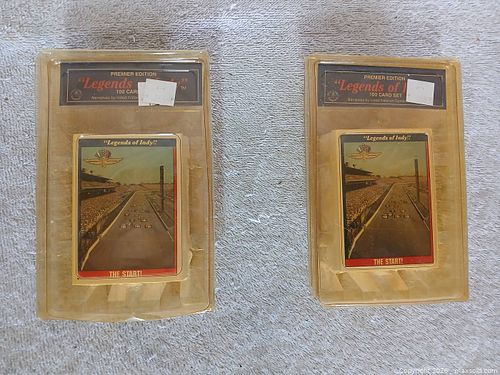 PREMIER EDITION
"Legends
100 CARD
"Legends of Indy"
THE START!
PREMIER EDITION
"Legends of
100 CARD SET
"Legends of Indy"
THE START!